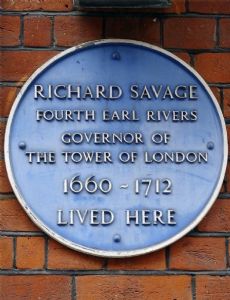 RICHARD SAVAGE
FOURTH EARL RIVERS
GOVERNOR OF
THE TOWER OF LONDON
1660 ~ 1712
LIVED HERE